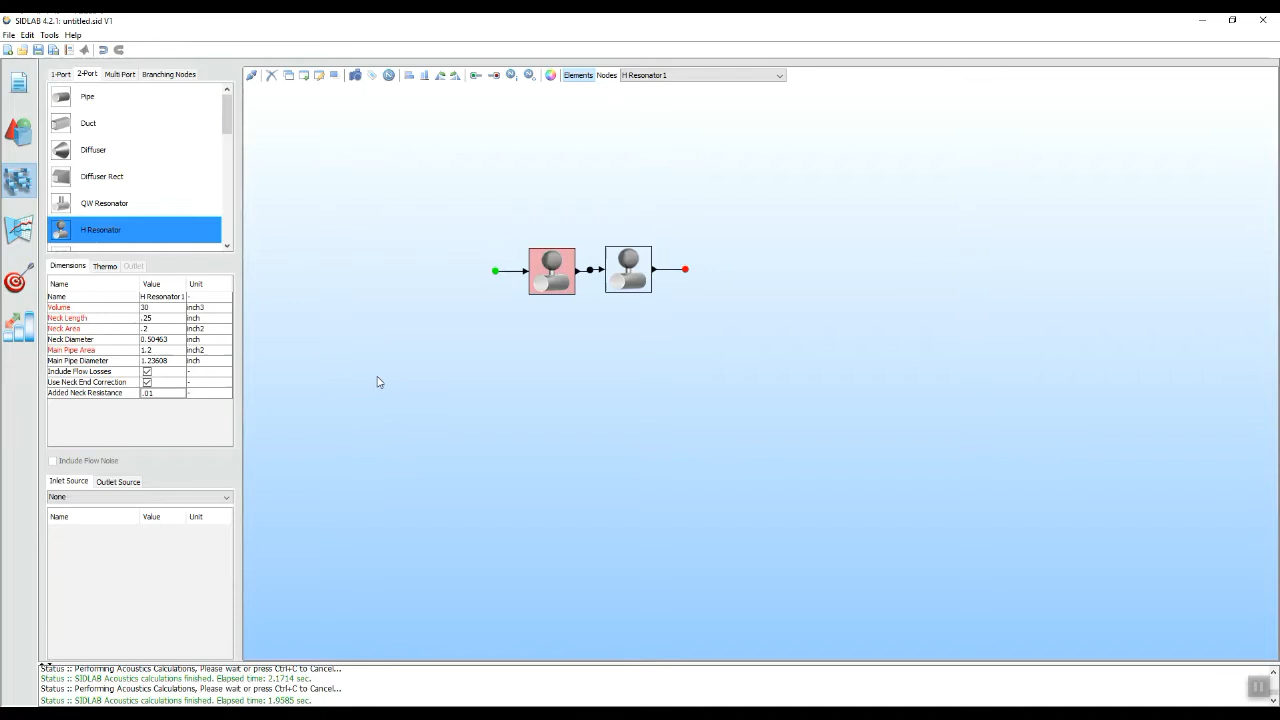 SIDLAB 4.2.1: untitled.sid V1
File Edit Tools Help
1-Port 2-Port Multi Port Branching Nodes
Elements Nodes H Resonator1
Pipe
Duct
Diffuser
Diffuser Rect
QW Resonator
H Resonator
Dimensions Thermo Outlet
Name Value Unit
Name H Resonator1 -
Volume 30 inch3
Neck Length .25 inch
Neck Area .2 inch2
Neck Diameter 0.50463 inch
Main Pipe Area 1.2 inch2
Main Pipe Diameter 1.23608 inch
Include Flow Losses -
Use Neck End Correction -
Added Neck Resistance .01 -
Include Flow Noise
Inlet Source Outlet Source
None
Name Value Unit
Status :: Performing Acoustics Calculations, Please wait or press Ctrl+C to Cancel...
Status :: SIDLAB Acoustics calculations finished. Elapsed time: 2.1714 sec.
Status :: Performing Acoustics Calculations, Please wait or press Ctrl+C to Cancel...
Status :: SIDLAB Acoustics calculations finished. Elapsed time: 1.9585 sec.